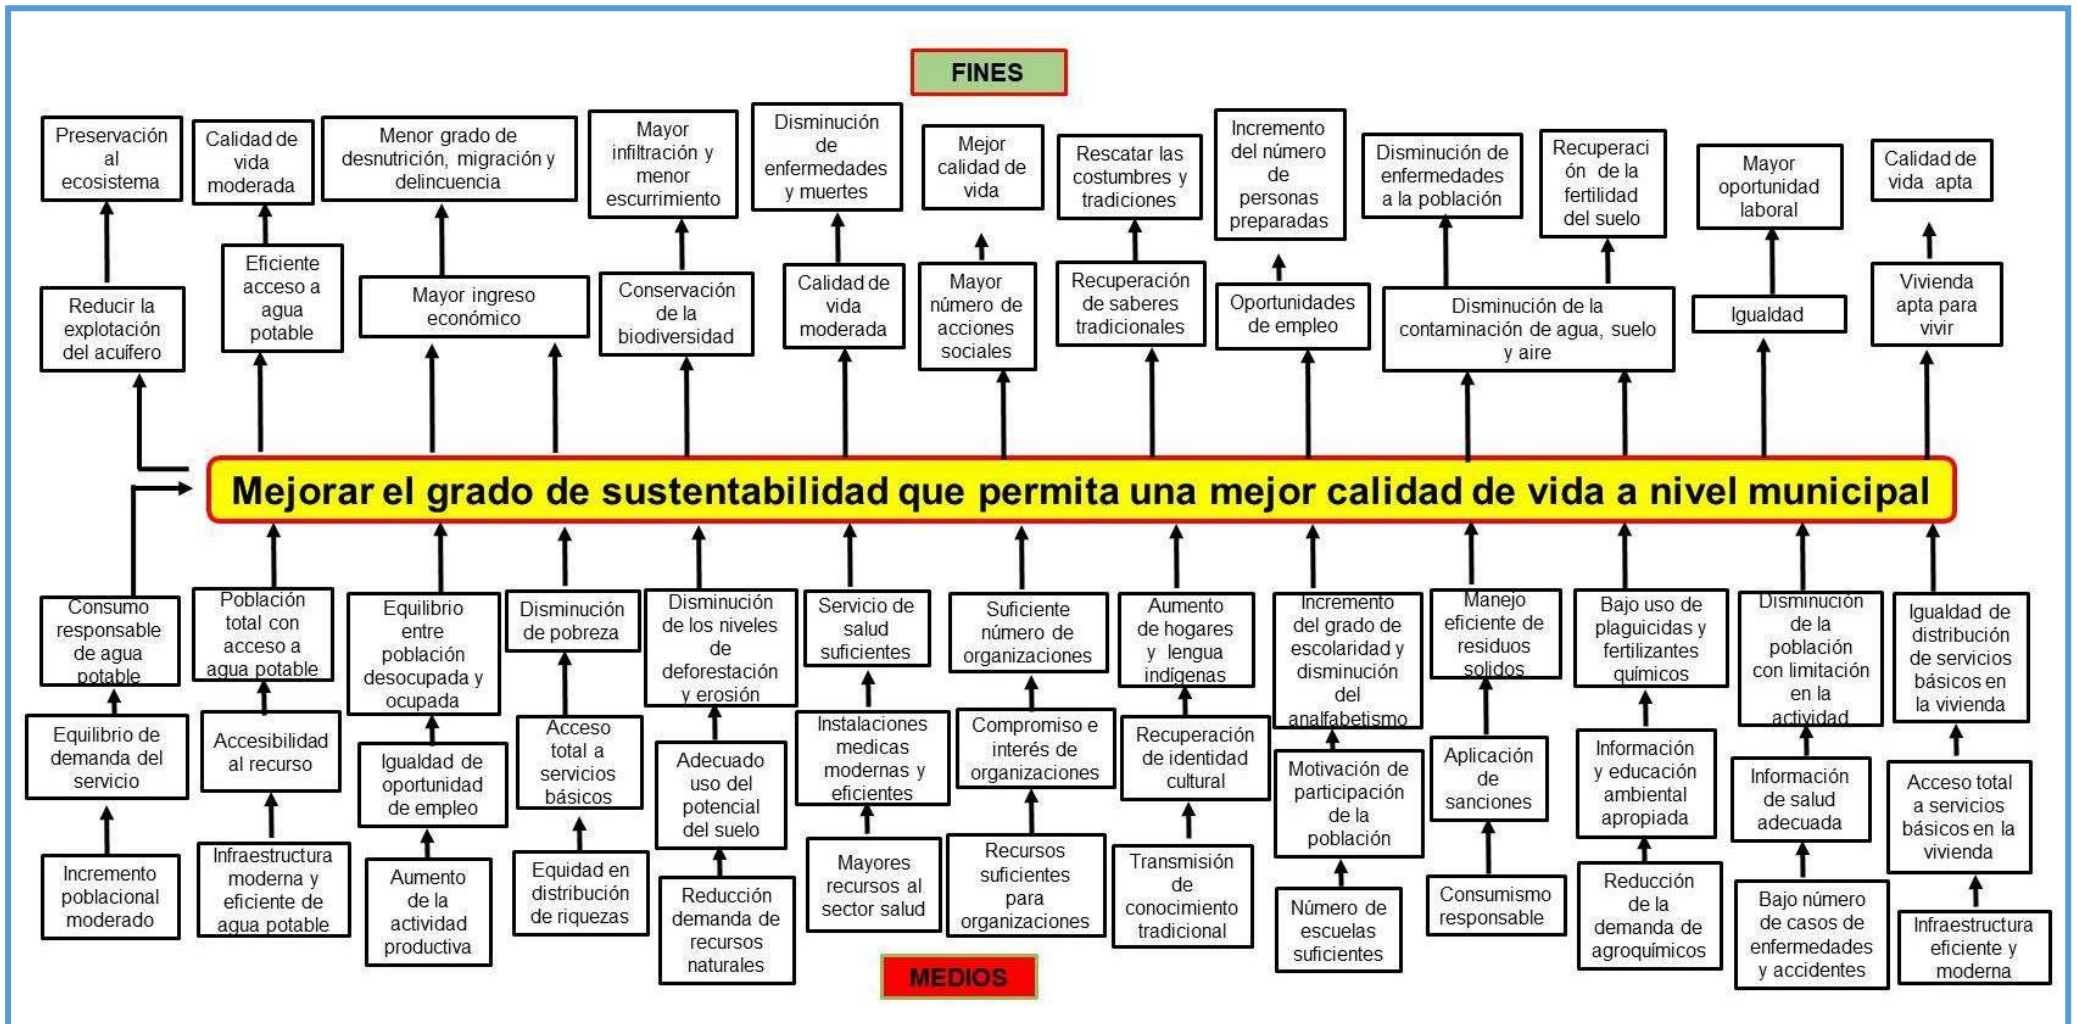 FINES
Preservación
al
ecosistema
Calidad de
vida
moderada
Menor grado de
desnutrición, migración y
delincuencia
Mayor
infiltración y
menor
escurrimiento
Disminución
de
enfermedades
y muertes
Mejor
calidad de
vida
Rescatar las
costumbres y
tradiciones
Incremento
del número
de
personas
preparadas
Disminución de
enfermedades
a la población
Recuperaci
ón de la
fertilidad
del suelo
Mayor
oportunidad
laboral
Calidad de
vida apta
Reducir la
explotación
del acuífero
Eficiente
acceso a
agua
potable
Mayor ingreso
económico
Conservación
de la
biodiversidad
Calidad de
vida
moderada
Mayor
número de
acciones
sociales
Recuperación
de saberes
tradicionales
Oportunidades
de empleo
Disminución de la
contaminación de agua, suelo
y aire
Igualdad
Vivienda
apta para
vivir
Mejorar el grado de sustentabilidad que permita una mejor calidad de vida a nivel municipal
Consumo
responsable
de agua
potable
Población
total con
acceso a
agua potable
Equilibrio
entre
población
desocupada y
ocupada
Disminución
de pobreza
Disminución
de los niveles
de
deforestación
y erosión
Servicio de
salud
suficientes
Suficiente
número de
organizaciones
Aumento
de hogares
y lengua
indígenas
Incremento
del grado de
escolaridad y
disminución
del
analfabetismo
Manejo
eficiente de
residuos
solidos
Bajo uso de
plaguicidas y
fertilizantes
químicos
Disminución
de la
población
con limitación
en la
actividad
Igualdad de
distribución
de servicios
básicos en
la vivienda
Equilibrio de
demanda del
servicio
Accesibilidad
al recurso
Igualdad de
oportunidad
de empleo
Acceso
total a
servicios
básicos
Adecuado
uso del
potencial
del suelo
Instalaciones
medicas
modernas y
eficientes
Compromiso e
interés de
organizaciones
Recuperación
de identidad
cultural
Motivación de
participación
de la
población
Aplicación
de
sanciones
Información
y educación
ambiental
apropiada
Información
de salud
adecuada
Acceso total
a servicios
básicos en la
vivienda
Incremento
poblacional
moderado
Infraestructura
moderna y
eficiente de
agua potable
Aumento
de la
actividad
productiva
Equidad en
distribución
de riquezas
Reducción
demanda de
recursos
naturales
Mayores
recursos al
sector salud
Recursos
suficientes
para
organizaciones
Transmisión
de
conocimiento
tradicional
Número de
escuelas
suficientes
Consumismo
responsable
Reducción
de la
demanda de
agroquímicos
Bajo número
de casos de
enfermedades
y accidentes
Infraestructura
eficiente y
moderna
MEDIOS